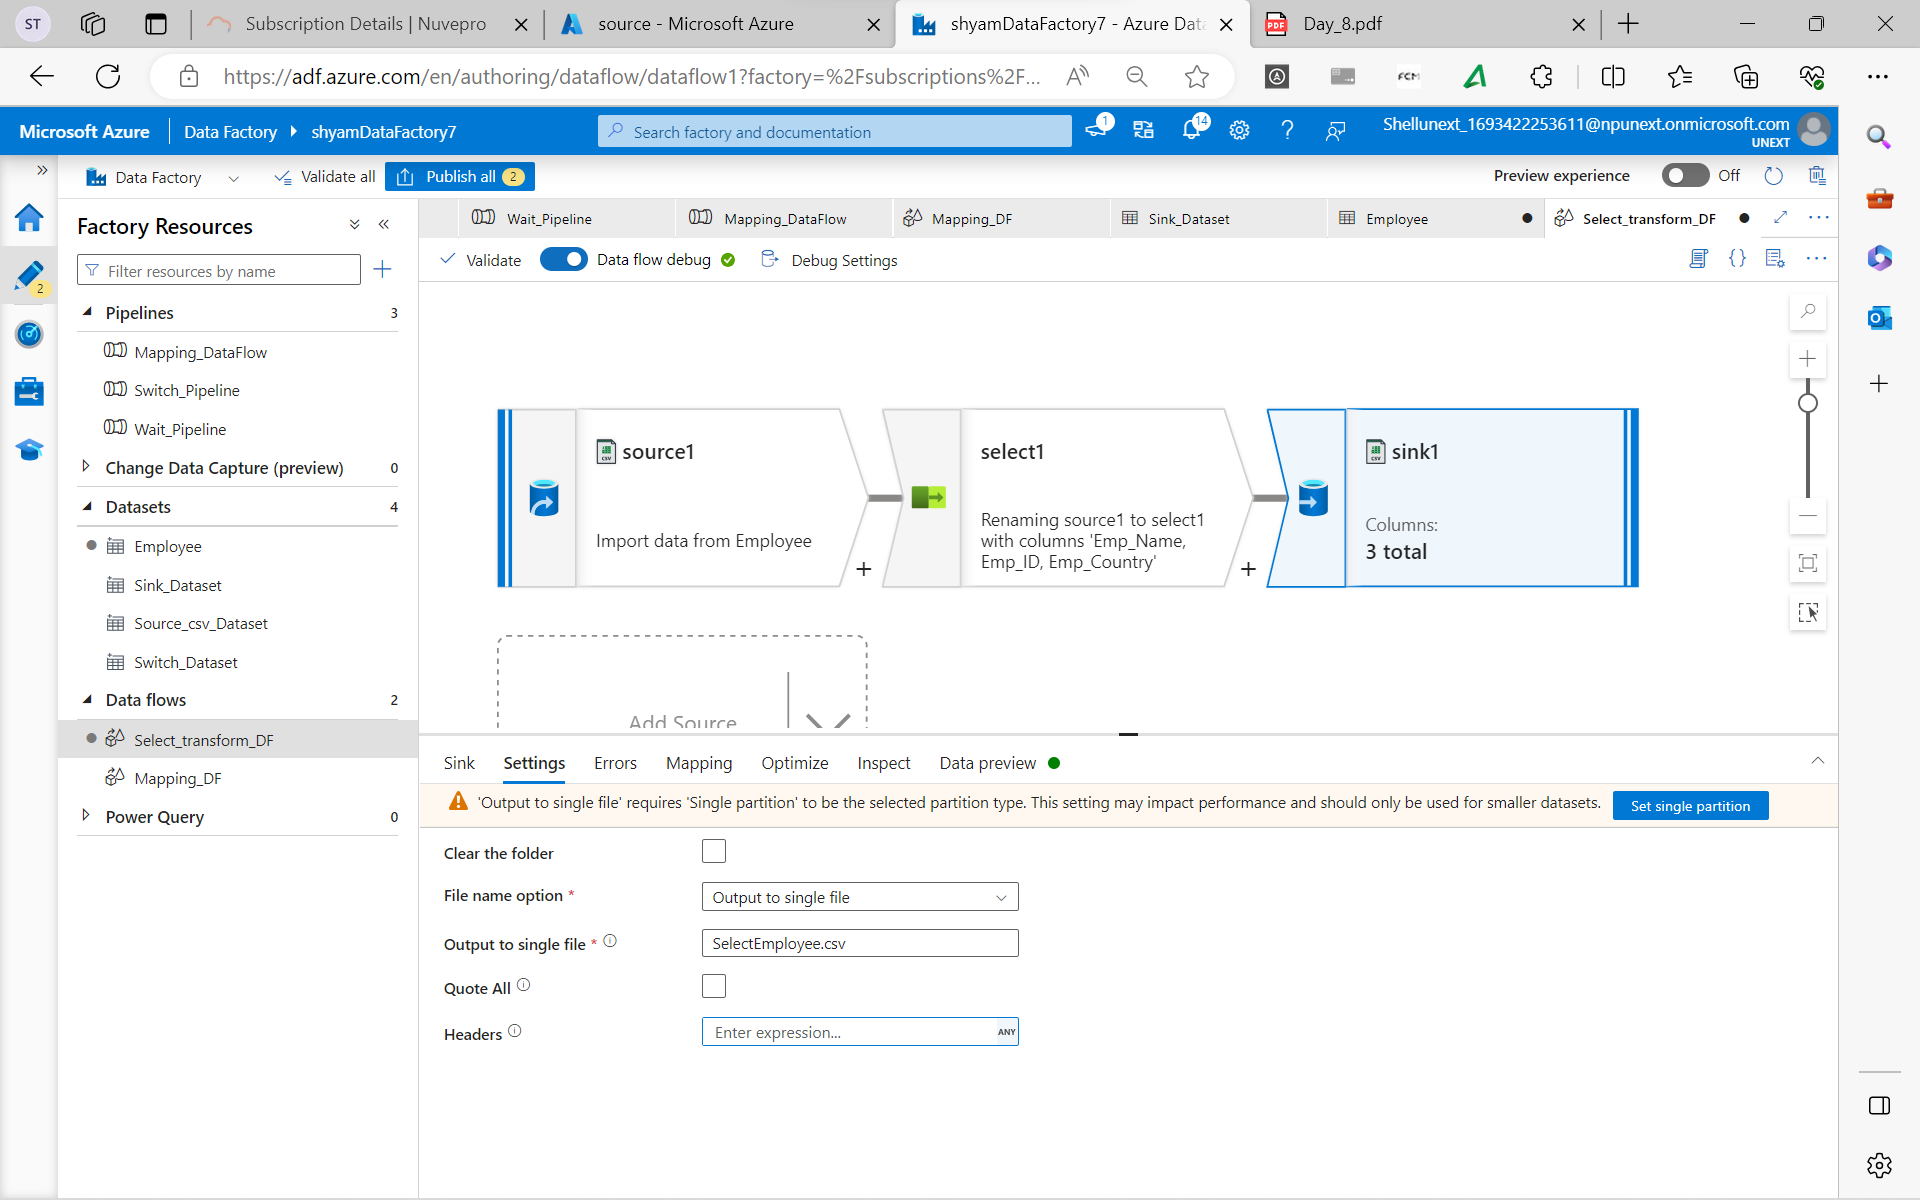 ST
Subscription Details | Nuvepro
source - Microsoft Azure
shyamDataFactory7 - Azure Data
PDF
Day_8.pdf
https://adf.azure.com/en/authoring/dataflow/dataflow1?factory=%2Fsubscriptions%2F...
FCM
Microsoft Azure
Data Factory
shyamDataFactory7
Search factory and documentation
1
14
Shellunext_1693422253611@npunext.onmicrosoft.com
UNEXT
Data Factory
Validate all
Publish all 2
Preview experience
Off
Factory Resources
Wait_Pipeline
Mapping_DataFlow
Mapping_DF
Sink_Dataset
Employee
Select_transform_DF
Filter resources by name
2
Validate
Data flow debug
Debug Settings
Pipelines 3
Mapping_DataFlow
Switch_Pipeline
Wait_Pipeline
Change Data Capture (preview) 0
Datasets 4
Employee
Sink_Dataset
Source_csv_Dataset
Switch_Dataset
Data flows 2
Select_transform_DF
Mapping_DF
Power Query 0
CSV source1
Import data from Employee
select1
Renaming source1 to select1
with columns 'Emp_Name,
Emp_ID, Emp_Country'
CSV sink1
Columns:
3 total
Add Source
Sink
Settings
Errors
Mapping
Optimize
Inspect
Data preview
'Output to single file' requires 'Single partition' to be the selected partition type. This setting may impact performance and should only be used for smaller datasets.
Set single partition
Clear the folder
File name option *
Output to single file
Output to single file *
SelectEmployee.csv
Quote All
Headers
Enter expression...
ANY